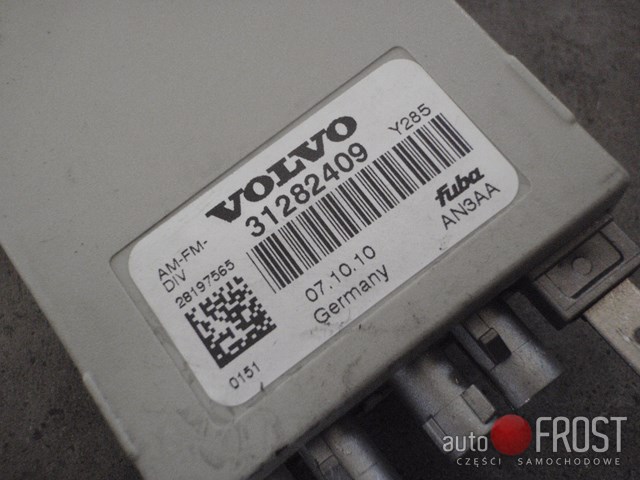 VOLVO
Y285
31282409
AM-FM-
DIV
28197565
fuba
AN3AA
07.10.10
Germany
0151
auto FROST
CZĘŚCI SAMOCHODOWE